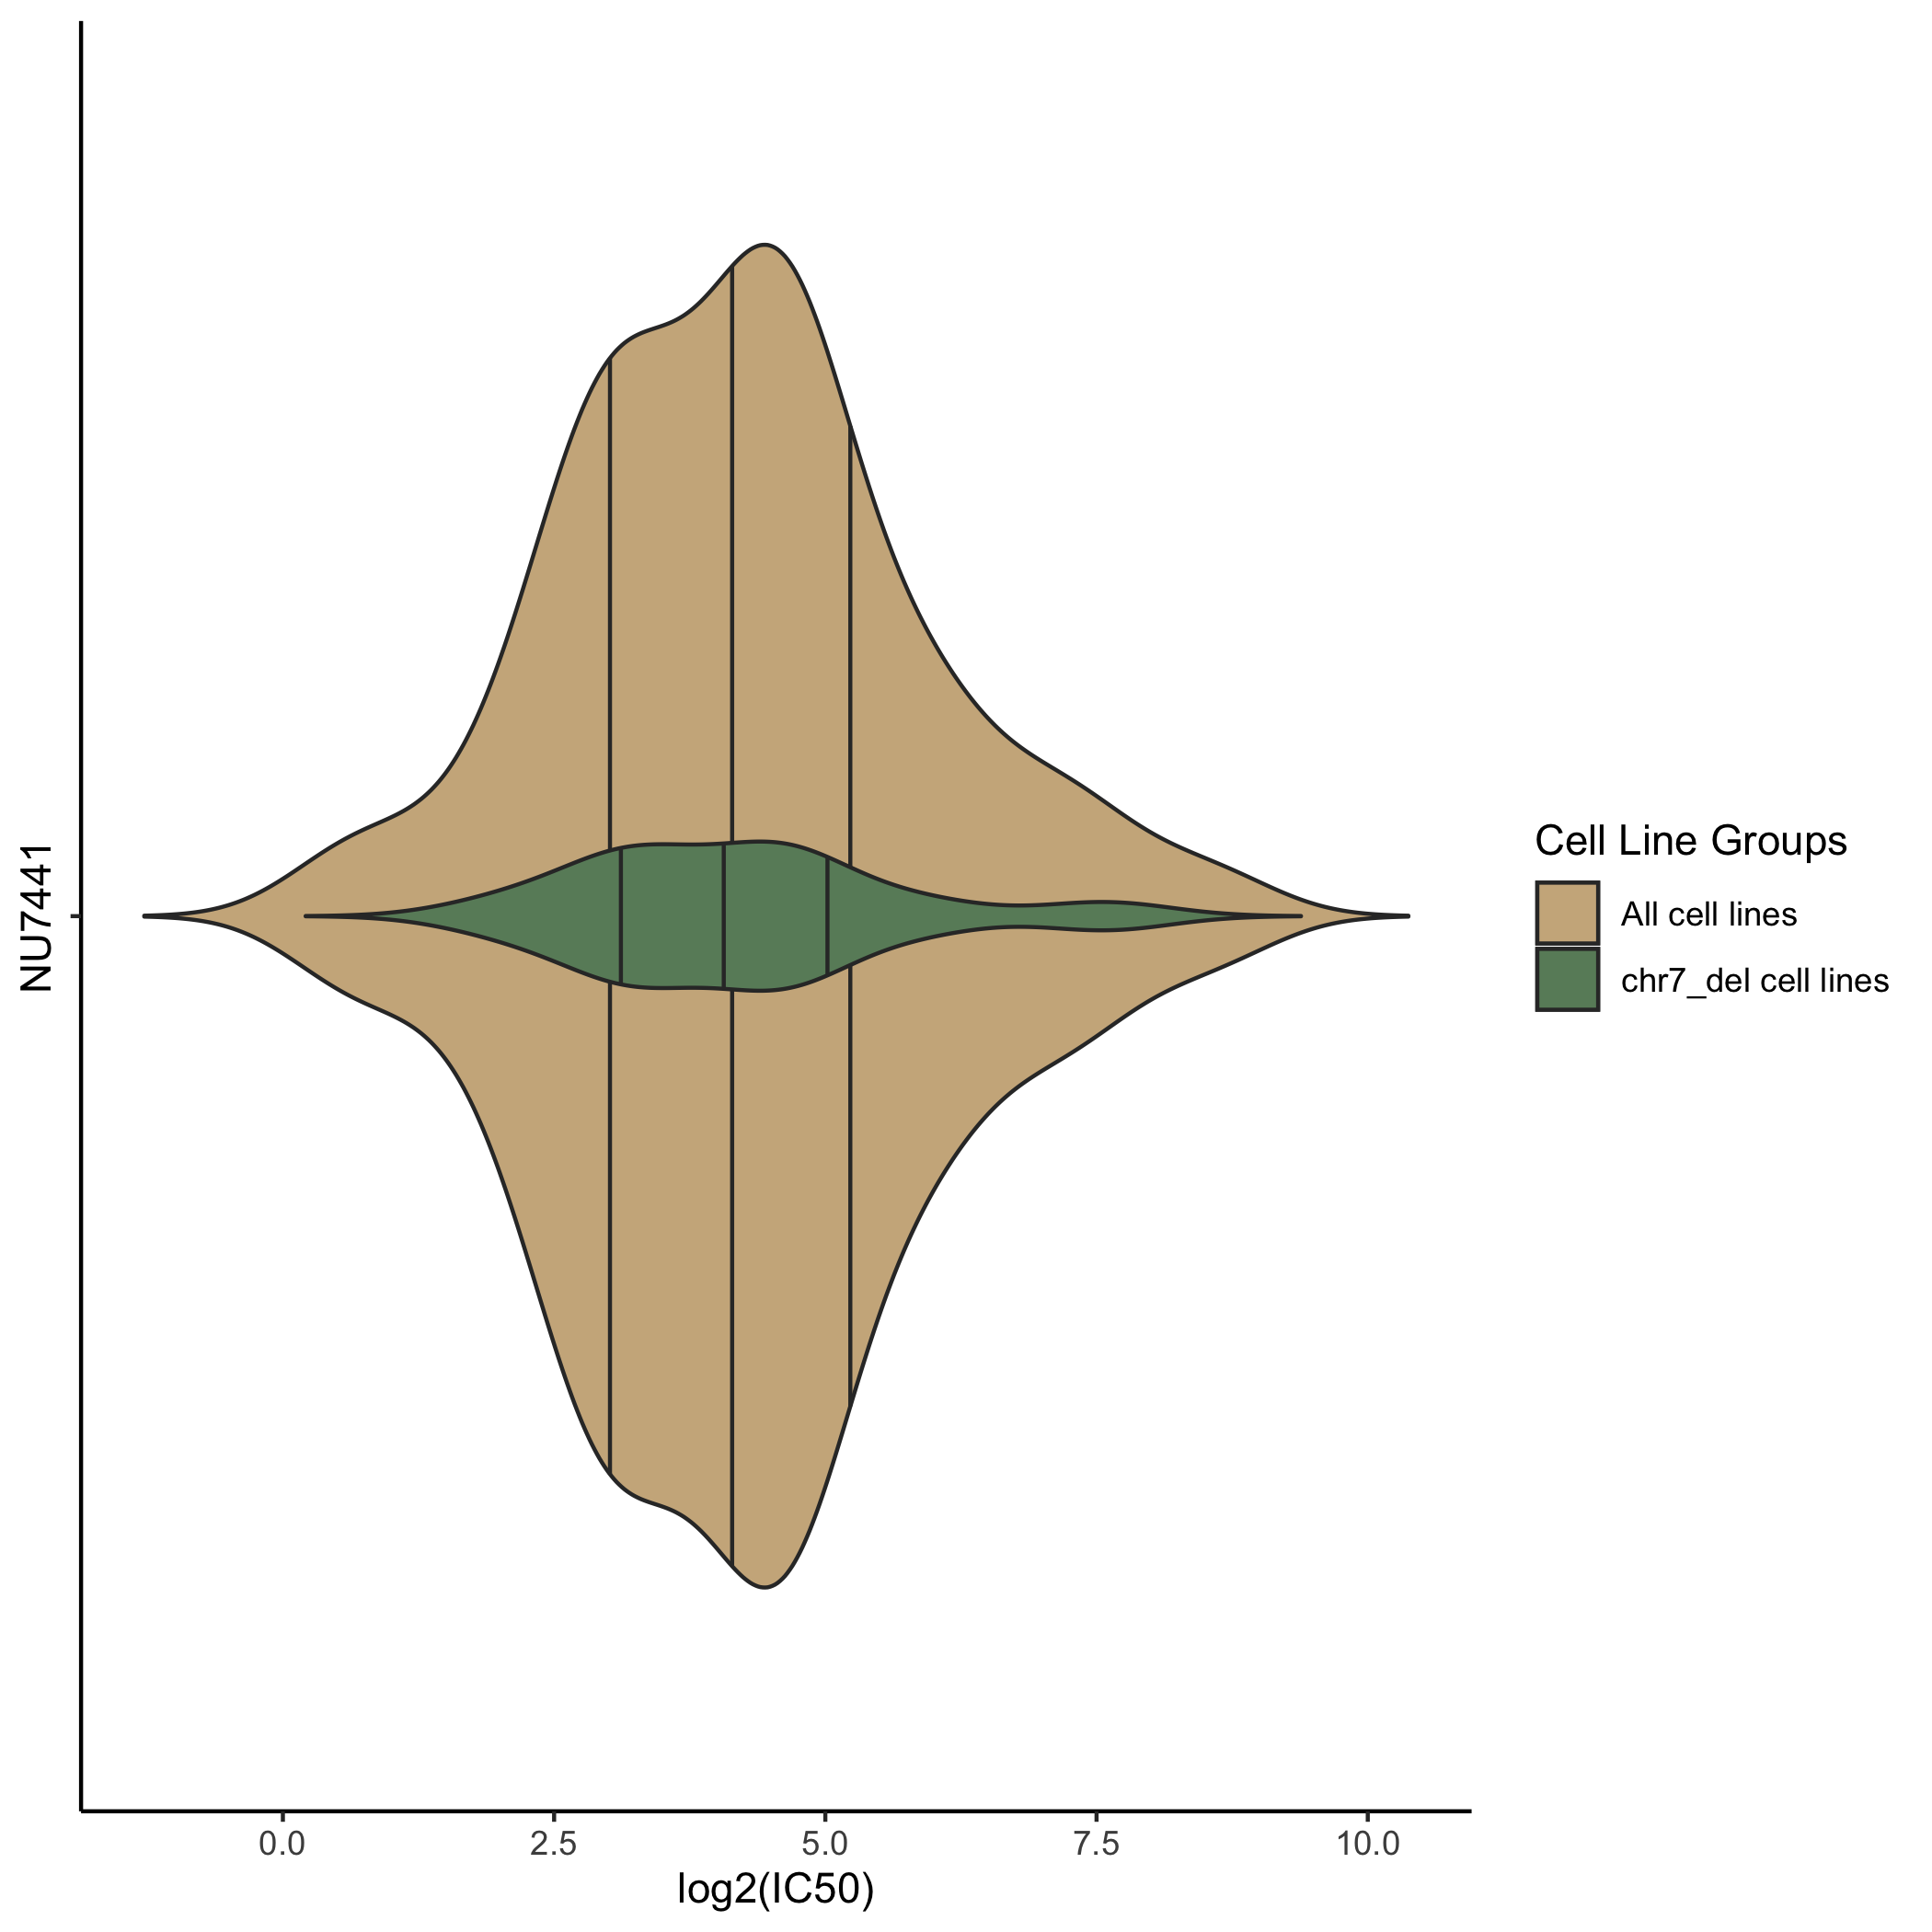 NU7441
0.0
2.5
5.0
7.5
10.0
log2(IC50)
Cell Line Groups
All cell lines
chr7_del cell lines